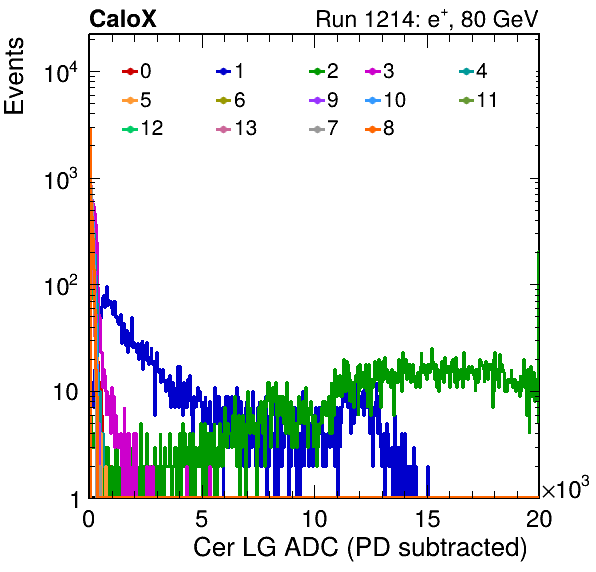 CaloX Run 1214: e⁺, 80 GeV
Events
10⁴
10³
10²
10
1
0 1 2 3 4
5 6 9 10 11
12 13 7 8
0 5 10 15 20
×10³
Cer LG ADC (PD subtracted)